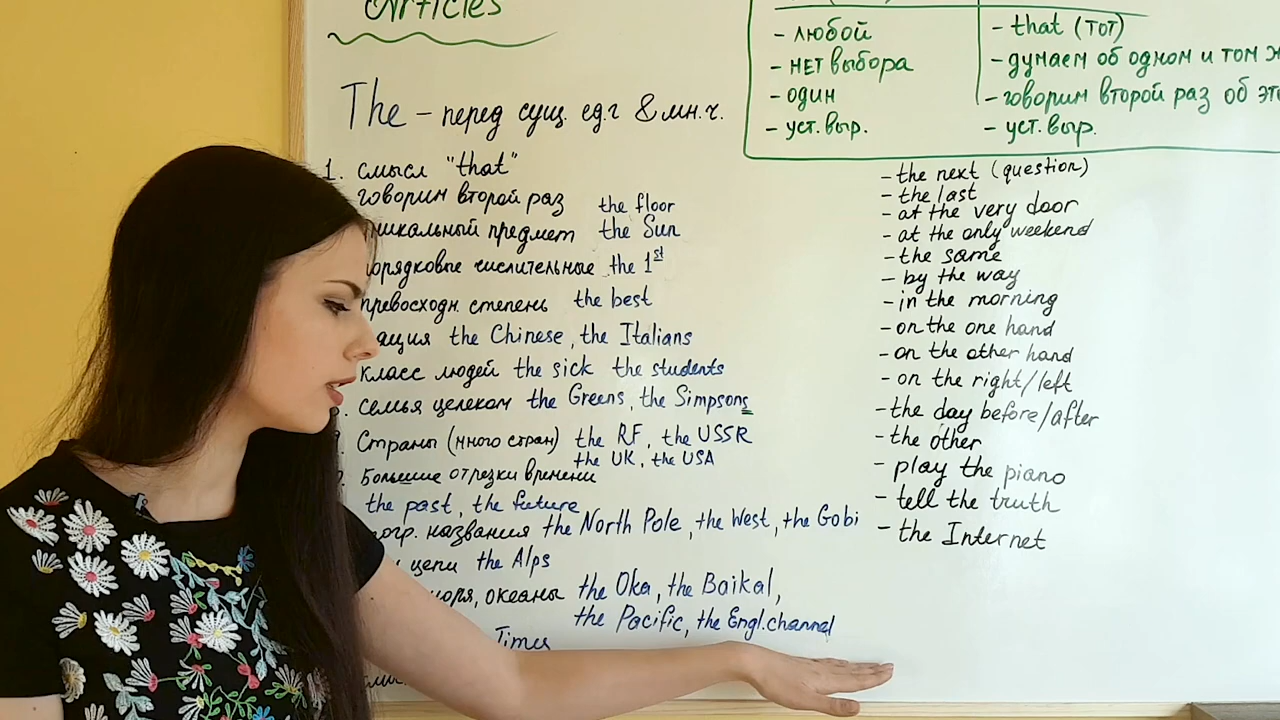 Articles
The – перед сущ. ед.ч & мн.ч.
1. смысл "that"
говорим второй раз the floor
предмет the Sun
числительные the 1st
превосходн. степень the best
the Chinese, the Italians
класс людей the sick the students
семья целеком the Greens, the Simpsons
Страны (много стран) the RF, the USSR
the UK, the USA
Большие отрезки времени
the past, the future
названия the North Pole, the West, the Gobi
цепи the Alps
моря, океаны the Oka, the Baikal,
the Pacific, the Engl. channel
Times
- любой
- нет выбора
- один
- уст. выр.
- that (тот)
- думаем об одном и том
- говорим второй раз об
- уст. выр.
- the next (question)
- the last
- at the very door
- at the only weekend
- the same
- by the way
- in the morning
- on the one hand
- on the other hand
- on the right/left
- the day before/after
- the other
- play the piano
- tell the truth
- the Internet